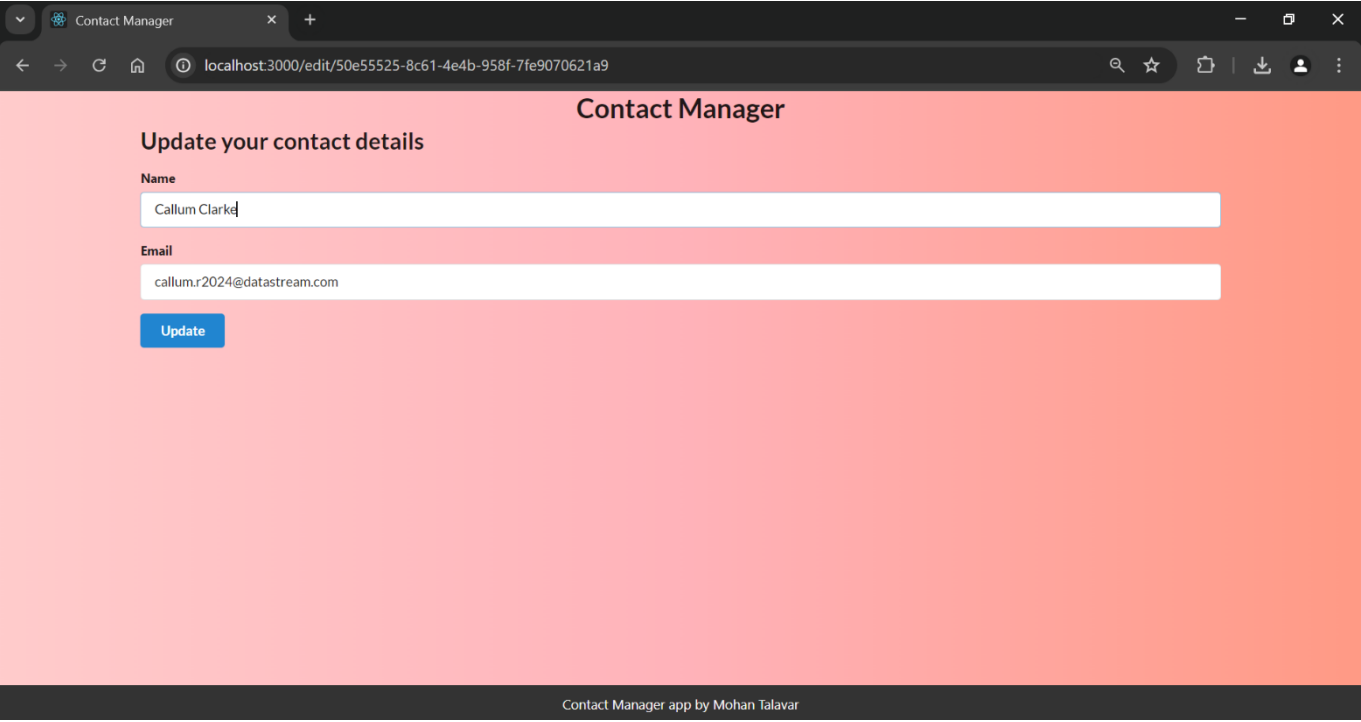 Contact Manager
localhost:3000/edit/50e55525-8c61-4e4b-958f-7fe9070621a9
Contact Manager
Update your contact details
Name
Callum Clarke
Email
callum.r2024@datastream.com
Update
Contact Manager app by Mohan Talavar